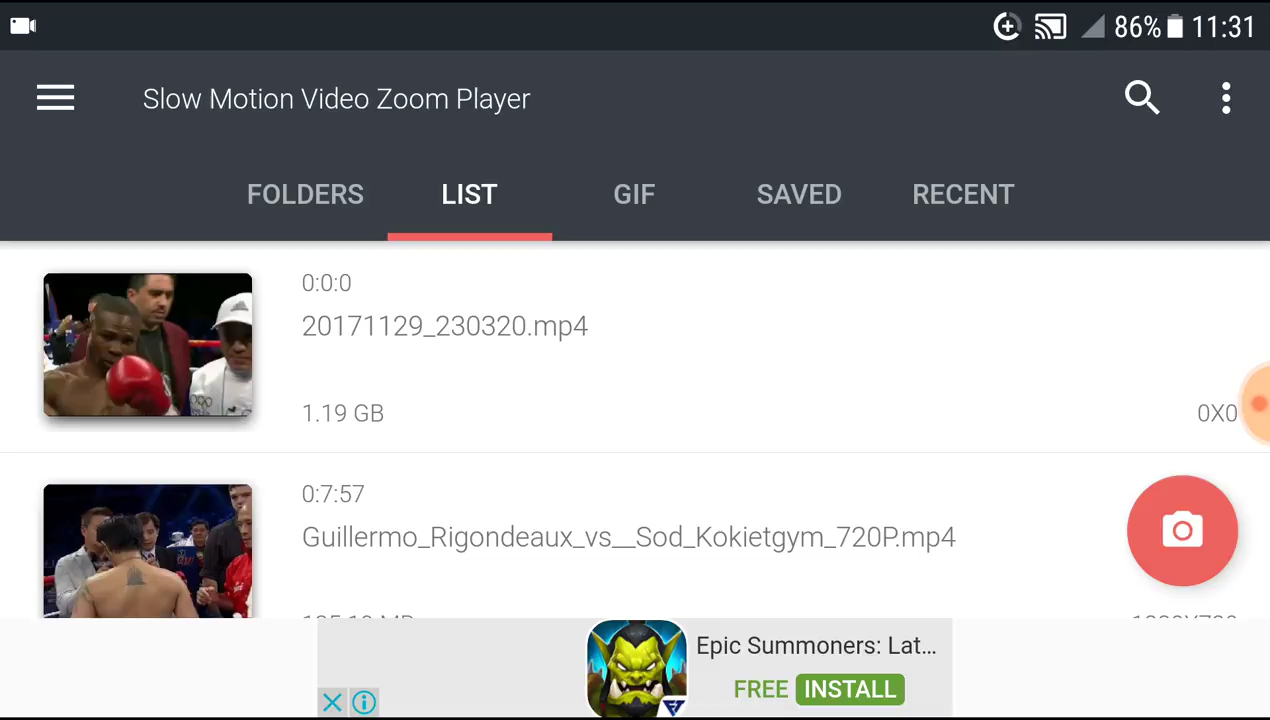 86% 11:31
Slow Motion Video Zoom Player
FOLDERS LIST GIF SAVED RECENT
0:0:0
20171129_230320.mp4
1.19 GB 0X0
0:7:57
Guillermo_Rigondeaux_vs__Sod_Kokietgym_720P.mp4
Epic Summoners: Lat...
FREE INSTALL